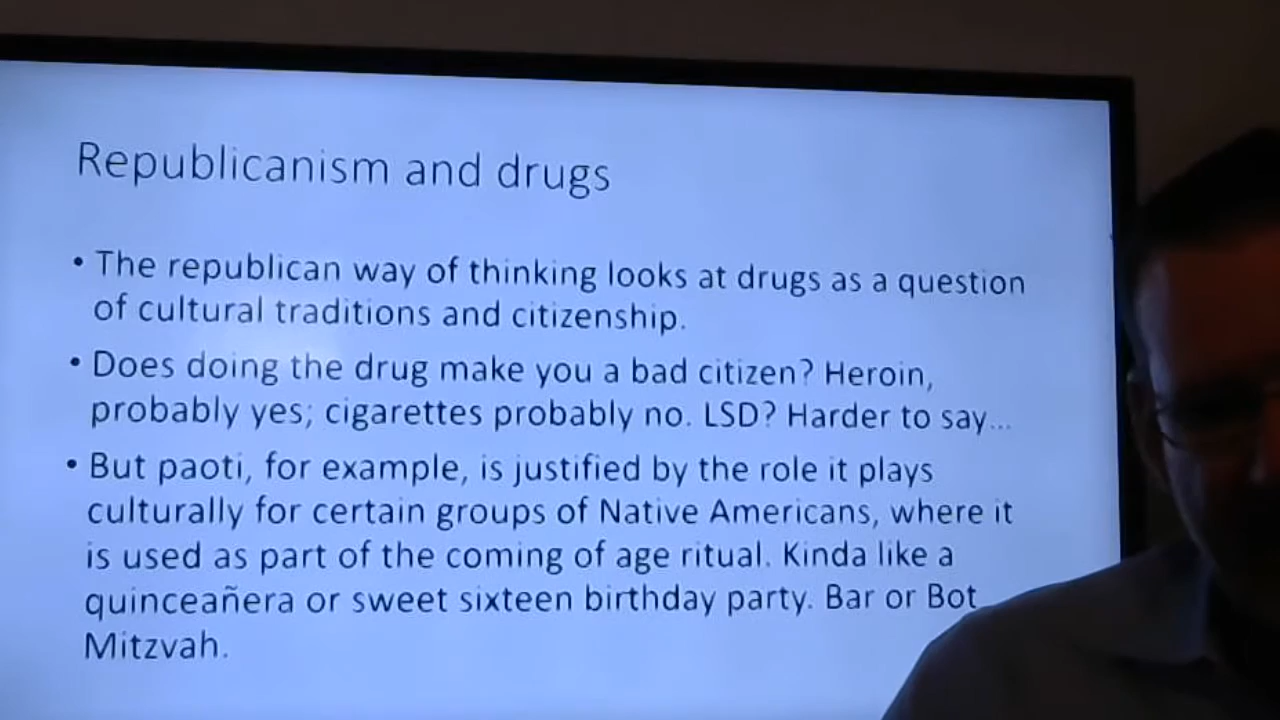 Republicanism and drugs
• The republican way of thinking looks at drugs as a question
of cultural traditions and citizenship.
• Does doing the drug make you a bad citizen? Heroin,
probably yes; cigarettes probably no. LSD? Harder to say...
• But paoti, for example, is justified by the role it plays
culturally for certain groups of Native Americans, where it
is used as part of the coming of age ritual. Kinda like a
quinceañera or sweet sixteen birthday party. Bar or Bot
Mitzvah.